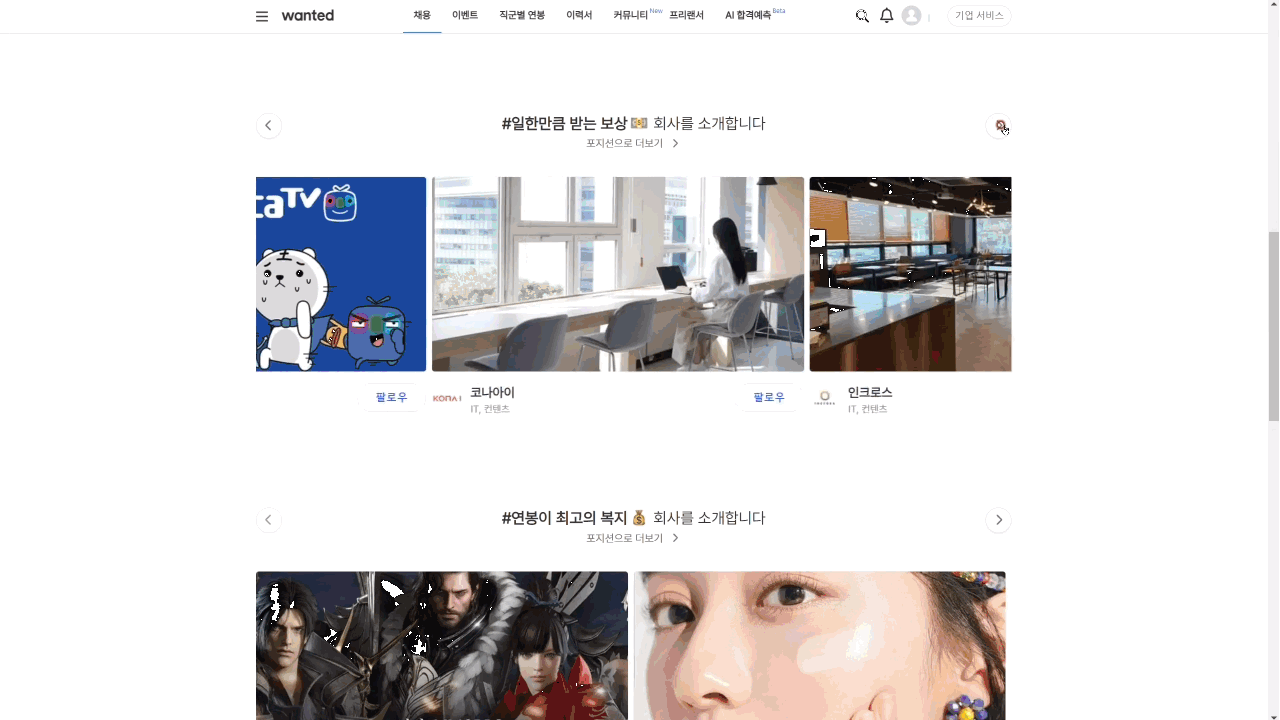 wanted
채용 이벤트 직군별 연봉 이력서 커뮤니티 New 프리랜서 AI 합격예측 Beta
기업 서비스
#일한만큼 받는 보상 💵 회사를 소개합니다
포지션으로 더보기
caTV
팔로우
KONA I
코나아이
IT, 컨텐츠
팔로우
인크로스
IT, 컨텐츠
#연봉이 최고의 복지 💰 회사를 소개합니다
포지션으로 더보기